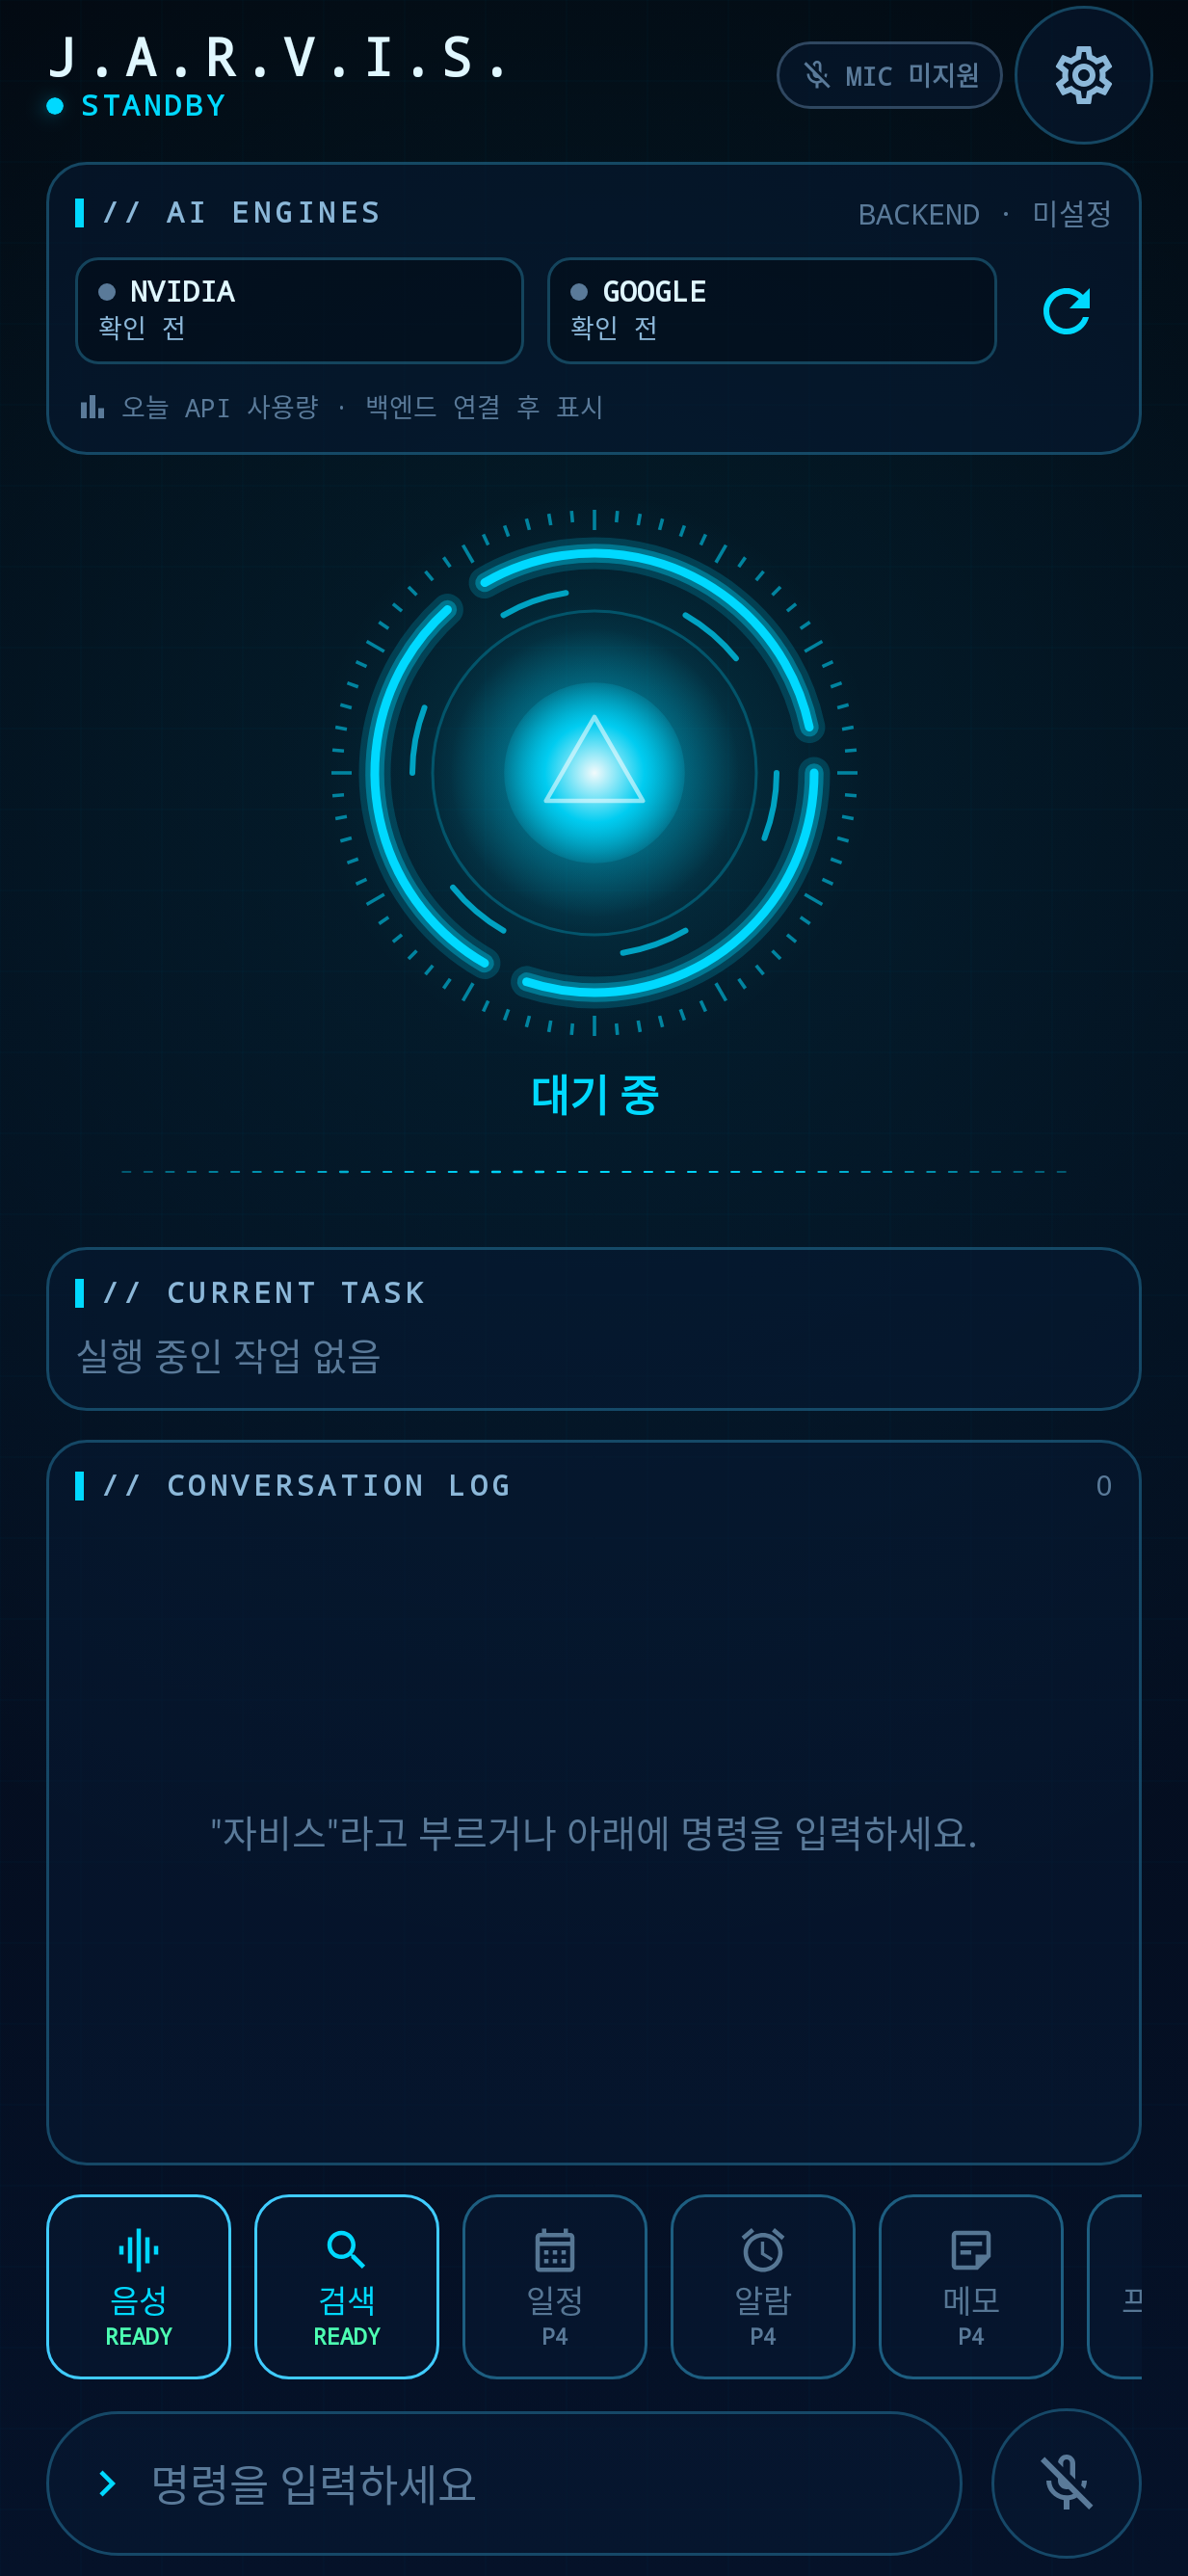 J.A.R.V.I.S.
STANDBY
MIC 미지원
// AI ENGINES
BACKEND · 미설정
NVIDIA
확인 전
GOOGLE
확인 전
오늘 API 사용량 · 백엔드 연결 후 표시
대기 중
// CURRENT TASK
실행 중인 작업 없음
// CONVERSATION LOG
0
"자비스"라고 부르거나 아래에 명령을 입력하세요.
음성
READY
검색
READY
일정
P4
알람
P4
메모
P4
명령을 입력하세요